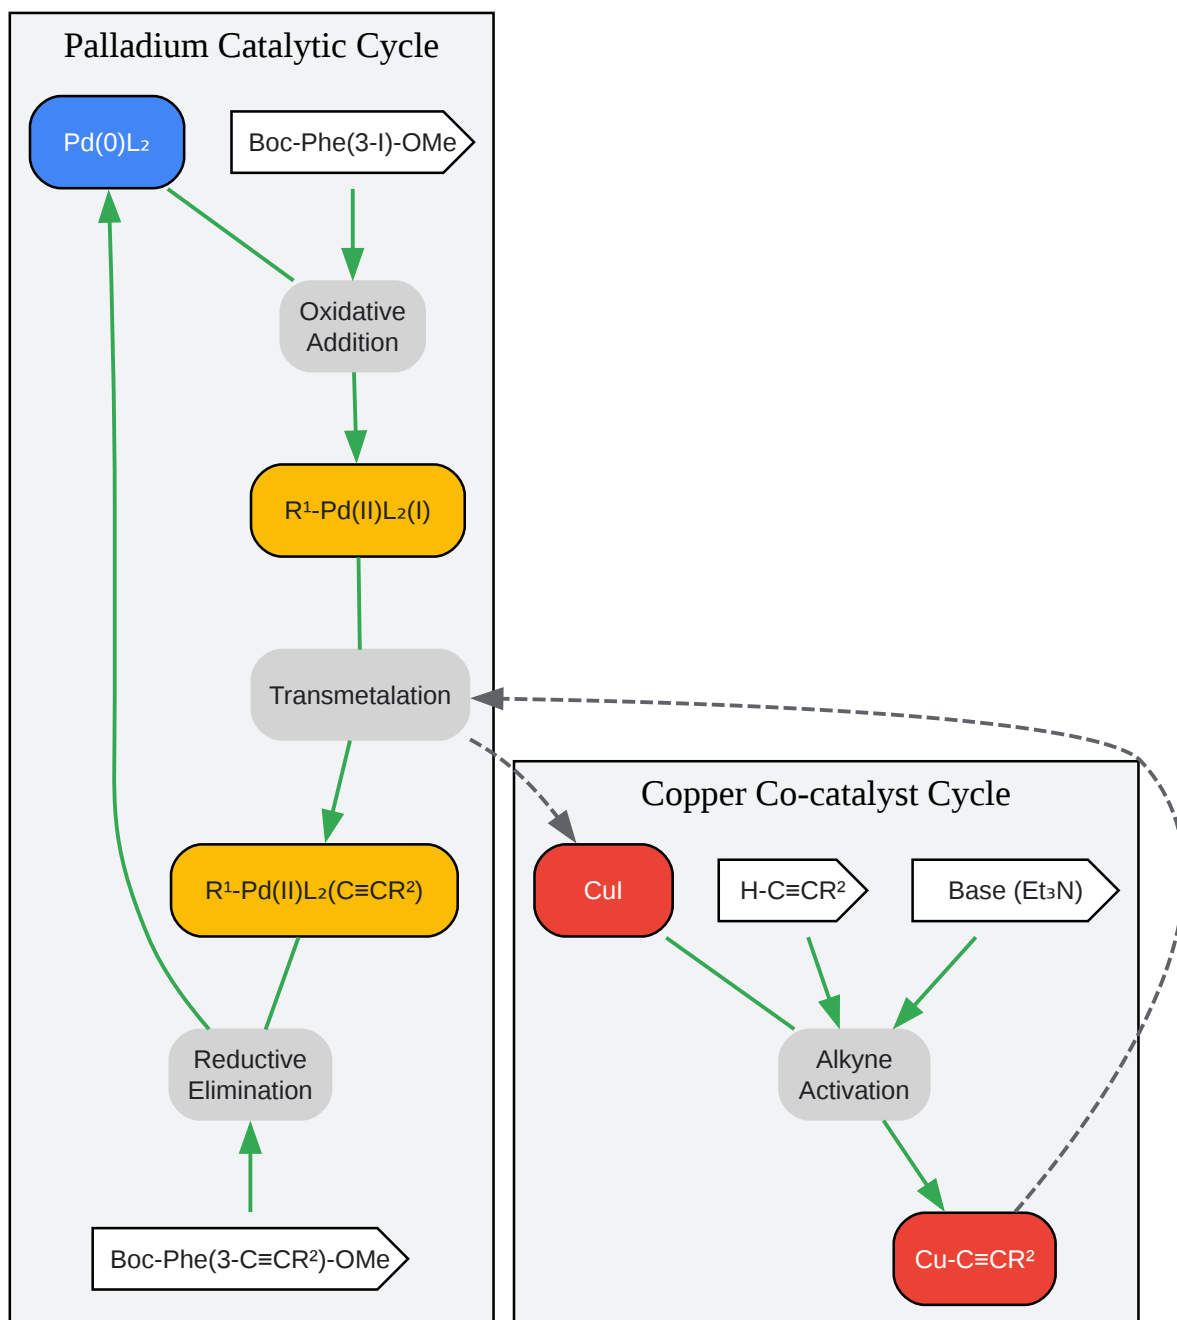 Palladium Catalytic Cycle
Pd(0)L₂
Boc-Phe(3-I)-OMe
Oxidative
Addition
R¹-Pd(II)L₂(I)
Transmetalation
Copper Co-catalyst Cycle
R¹-Pd(II)L₂(C≡CR²)
CuI
H-C≡CR²
Base (Et₃N)
Reductive
Elimination
Alkyne
Activation
Boc-Phe(3-C≡CR²)-OMe
Cu-C≡CR²